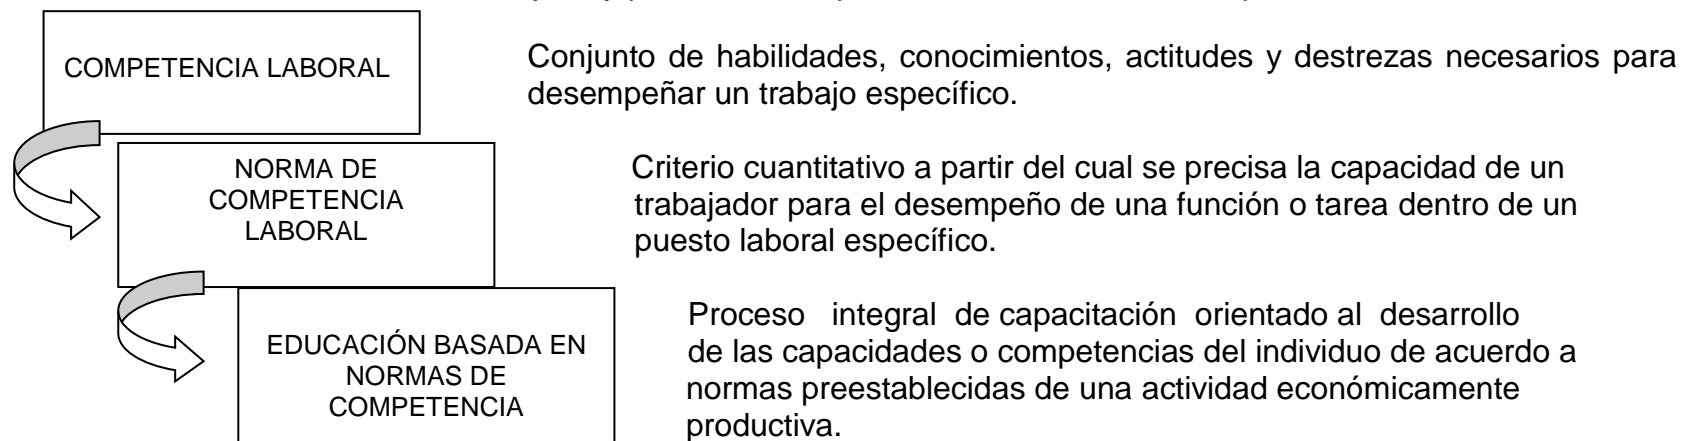 COMPETENCIA LABORAL
Conjunto de habilidades, conocimientos, actitudes y destrezas necesarios para
desempeñar un trabajo específico.
NORMA DE
COMPETENCIA
LABORAL
Criterio cuantitativo a partir del cual se precisa la capacidad de un
trabajador para el desempeño de una función o tarea dentro de un
puesto laboral específico.
EDUCACIÓN BASADA EN
NORMAS DE
COMPETENCIA
Proceso integral de capacitación orientado al desarrollo
de las capacidades o competencias del individuo de acuerdo a
normas preestablecidas de una actividad económicamente
productiva.